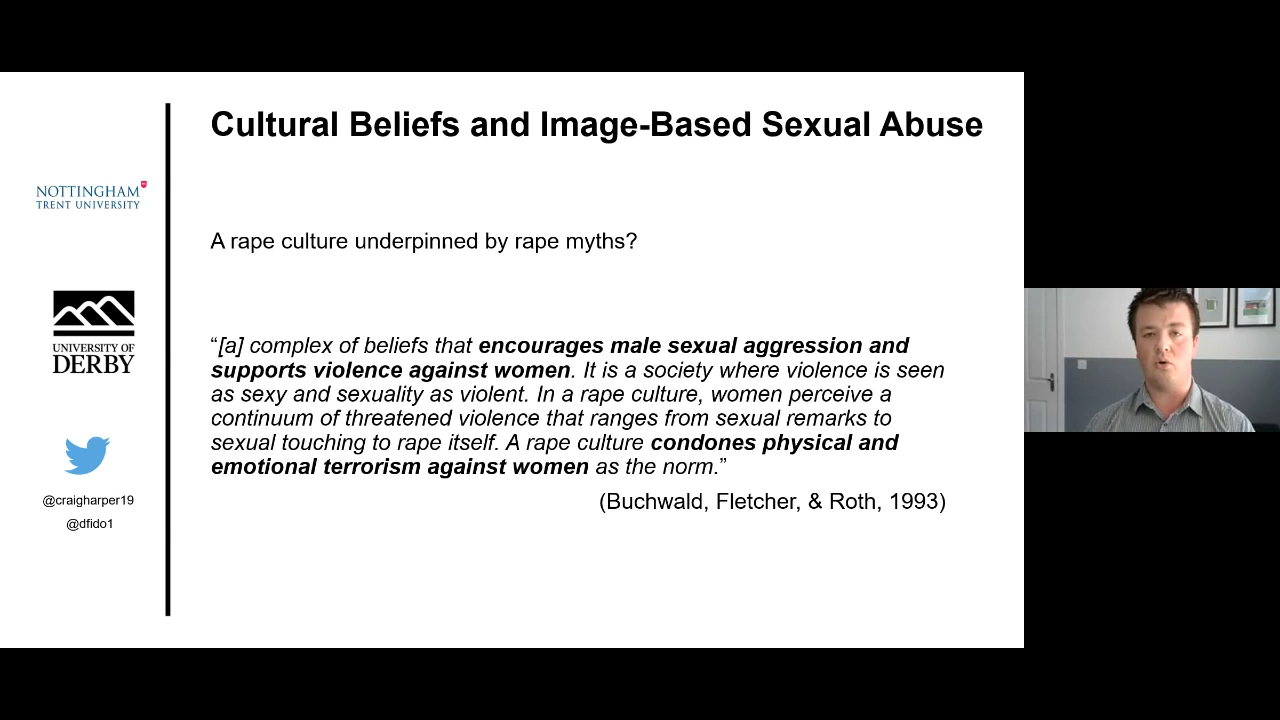 Cultural Beliefs and Image-Based Sexual Abuse
NOTTINGHAM
TRENT UNIVERSITY
A rape culture underpinned by rape myths?
UNIVERSITY OF
DERBY
“[a] complex of beliefs that encourages male sexual aggression and
supports violence against women. It is a society where violence is seen
as sexy and sexuality as violent. In a rape culture, women perceive a
continuum of threatened violence that ranges from sexual remarks to
sexual touching to rape itself. A rape culture condones physical and
emotional terrorism against women as the norm.”
(Buchwald, Fletcher, & Roth, 1993)
@craigharper19
@dfido1